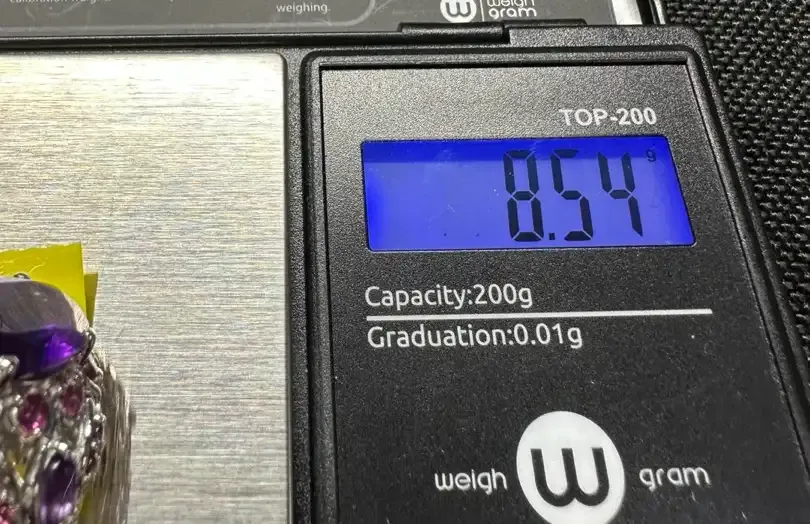 weighing.
weigh
gram
TOP-200
g
8.54
Capacity:200g
Graduation:0.01g
weigh W gram